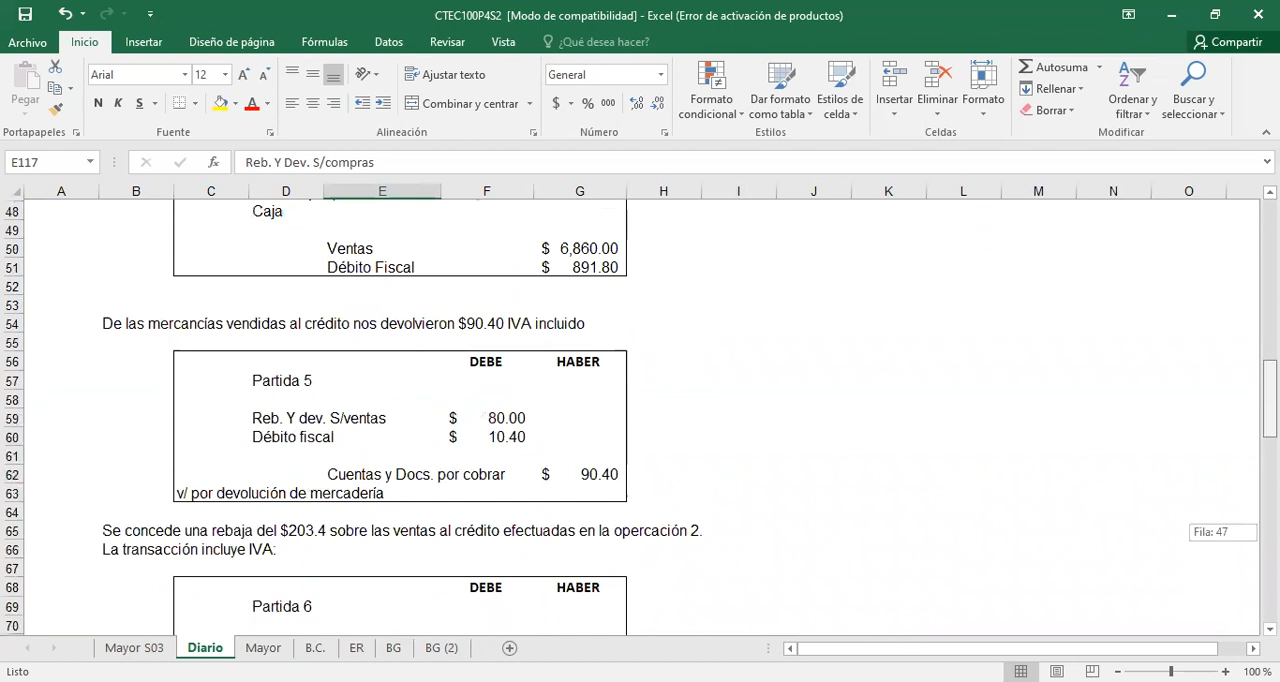 CTEC100P4S2 [Modo de compatibilidad] - Excel (Error de activación de productos)
Archivo Inicio Insertar Diseño de página Fórmulas Datos Revisar Vista ¿Qué desea hacer? Compartir
Pegar
Arial 12
N K S
Ajustar texto
Combinar y centrar
General
$ % 000
Formato condicional
Dar formato como tabla
Estilos de celda
Insertar Eliminar Formato
Autosuma
Rellenar
Borrar
Ordenar y filtrar
Buscar y seleccionar
Portapapeles Fuente Alineación Número Estilos Celdas Modificar
E117 fx Reb. Y Dev. S/compras
A B C D E F G H I J K L M N O
48 Caja
49
50 Ventas $ 6,860.00
51 Débito Fiscal $ 891.80
52
53
54 De las mercancías vendidas al crédito nos devolvieron $90.40 IVA incluido
55
56 DEBE HABER
57 Partida 5
58
59 Reb. Y dev. S/ventas $ 80.00
60 Débito fiscal $ 10.40
61
62 Cuentas y Docs. por cobrar $ 90.40
63 v/ por devolución de mercadería
64
65 Se concede una rebaja del $203.4 sobre las ventas al crédito efectuadas en la opercación 2.
Fila: 47
66 La transacción incluye IVA:
67
68 DEBE HABER
69 Partida 6
70
Mayor S03 Diario Mayor B.C. ER BG BG (2)
Listo 100 %